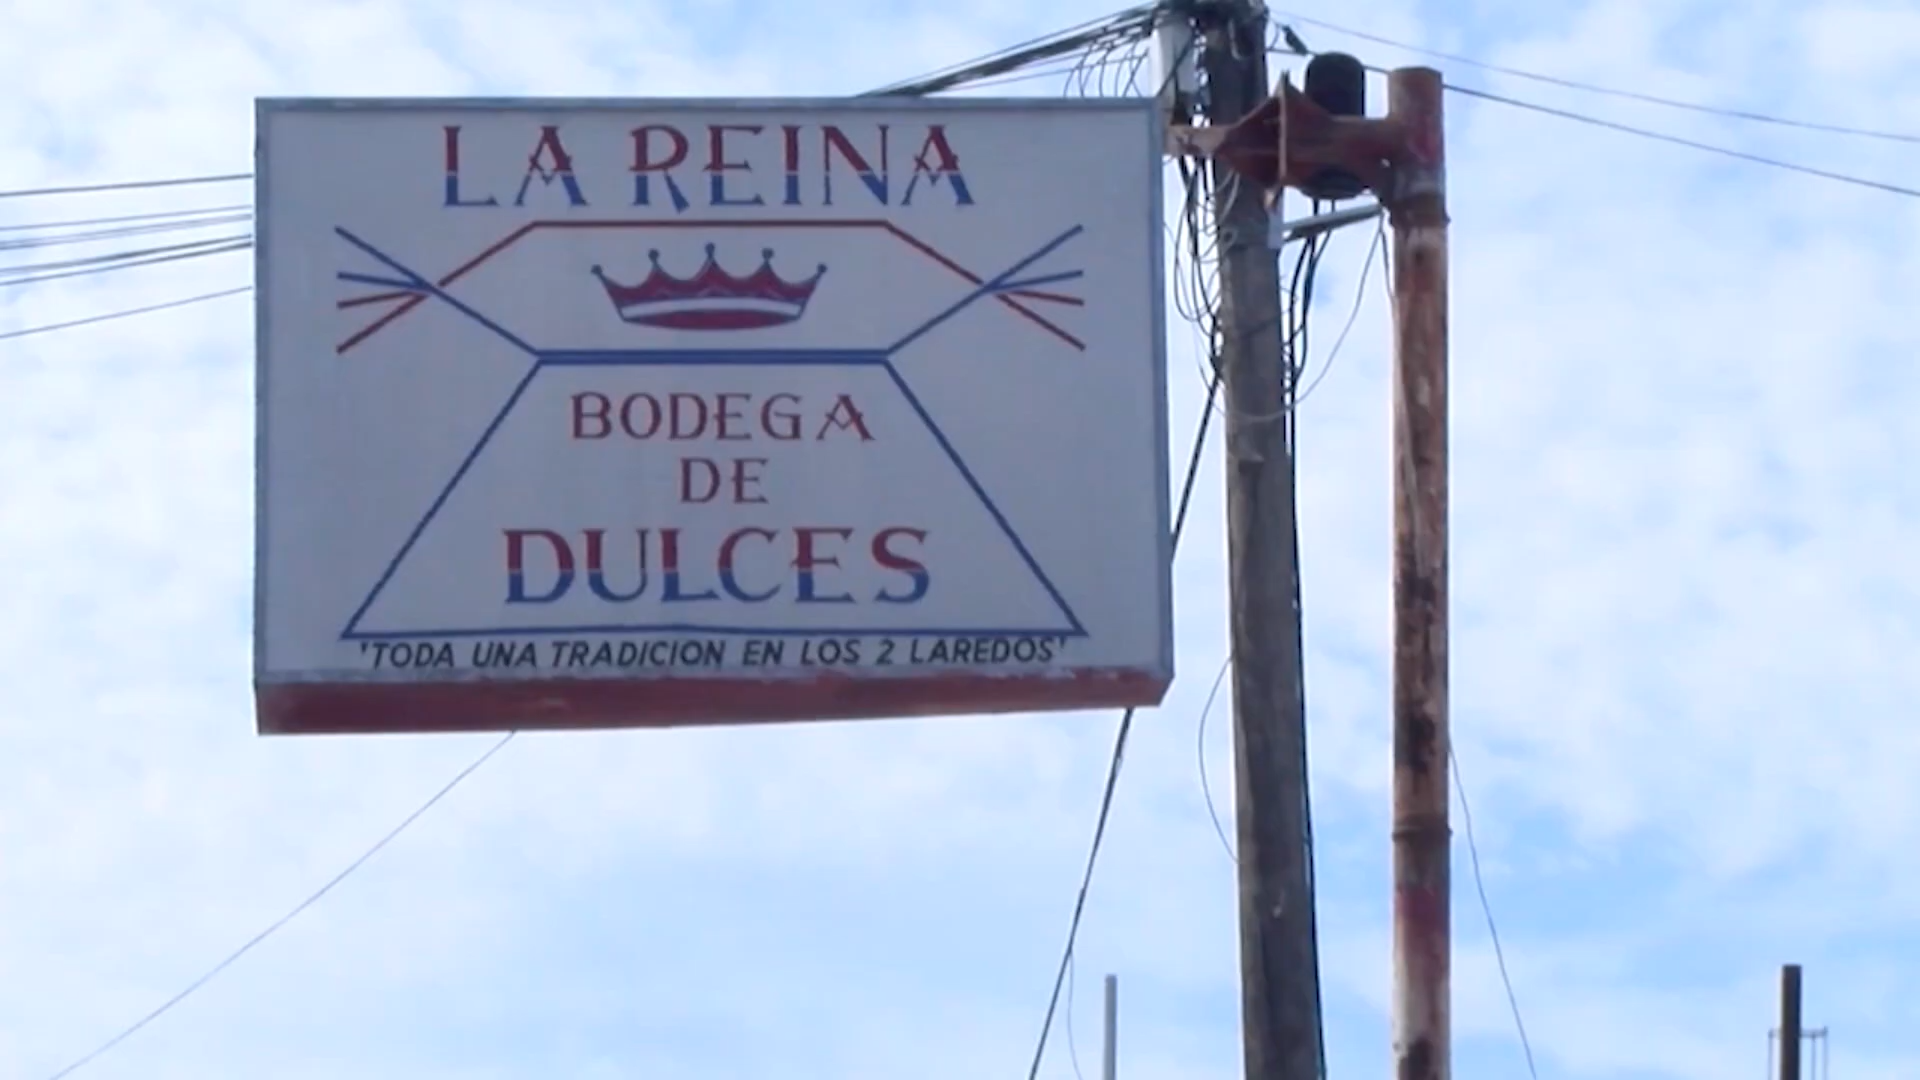 LA REINA
BODEGA
DE
DULCES
'TODA UNA TRADICION EN LOS 2 LAREDOS'